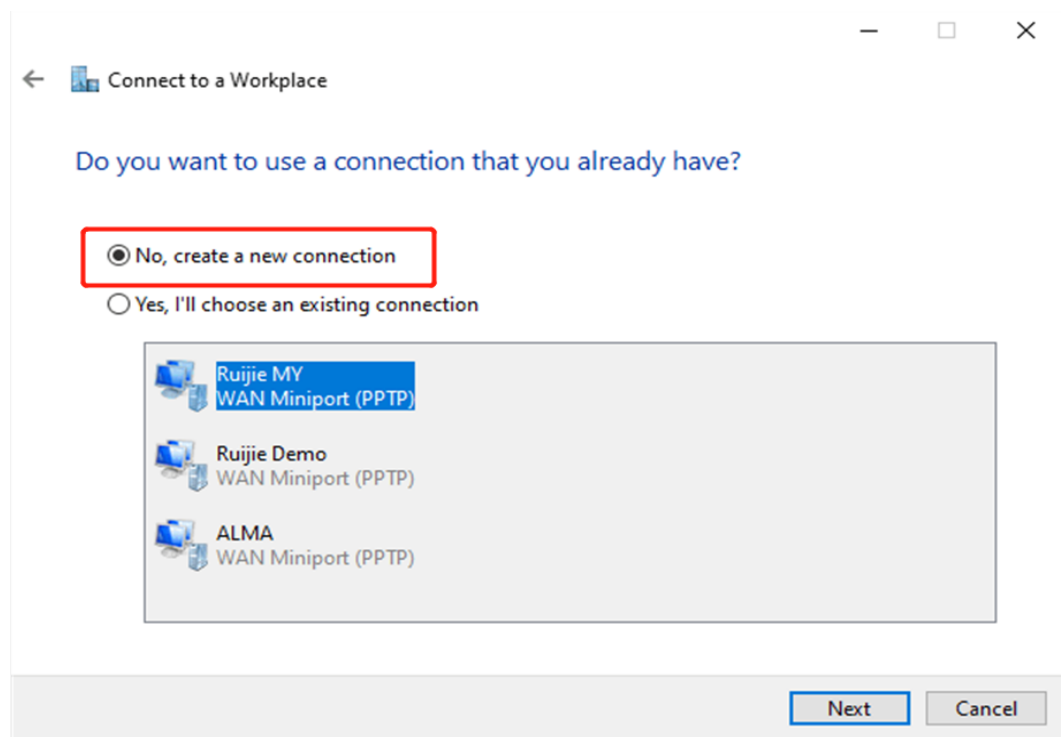 Connect to a Workplace
Do you want to use a connection that you already have?
No, create a new connection
Yes, I'll choose an existing connection
Ruijie MY
WAN Miniport (PPTP)
Ruijie Demo
WAN Miniport (PPTP)
ALMA
WAN Miniport (PPTP)
Next Cancel